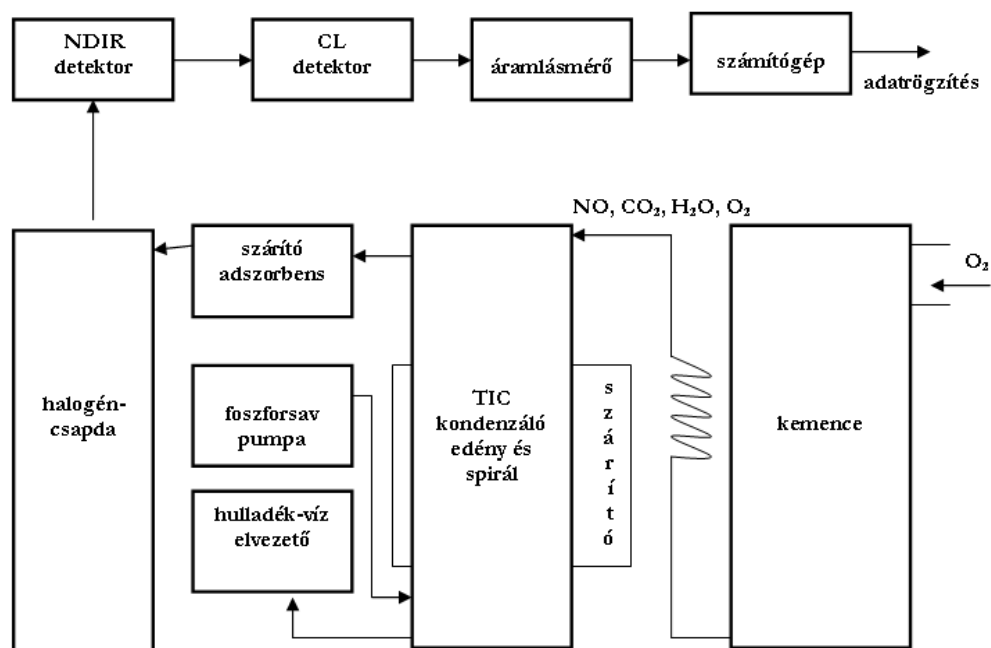 NDIR
detektor
CL
detektor
áramlásmérő
számítógép
adatrögzítés
NO, CO₂, H₂O, O₂
O₂
halogén-
csapda
szárító
adszorbens
foszforsav
pumpa
hulladék-víz
elvezető
TIC
kondenzáló
edény és
spirál
s
z
á
r
í
t
ó
kemence